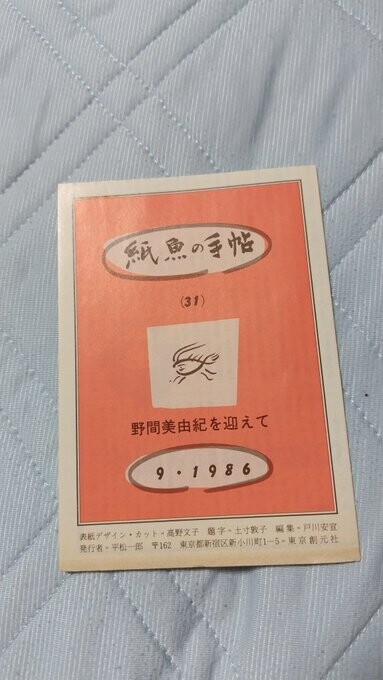 紙魚の手帖
(31)
野間美由紀を迎えて
9・1986
表紙デザイン・カット＝高野文子　題字＝土寸敦子　編集＝戸川安宣
発行者＝平松一郎　〒162　東京都新宿区新小川町1—5＝東京創元社